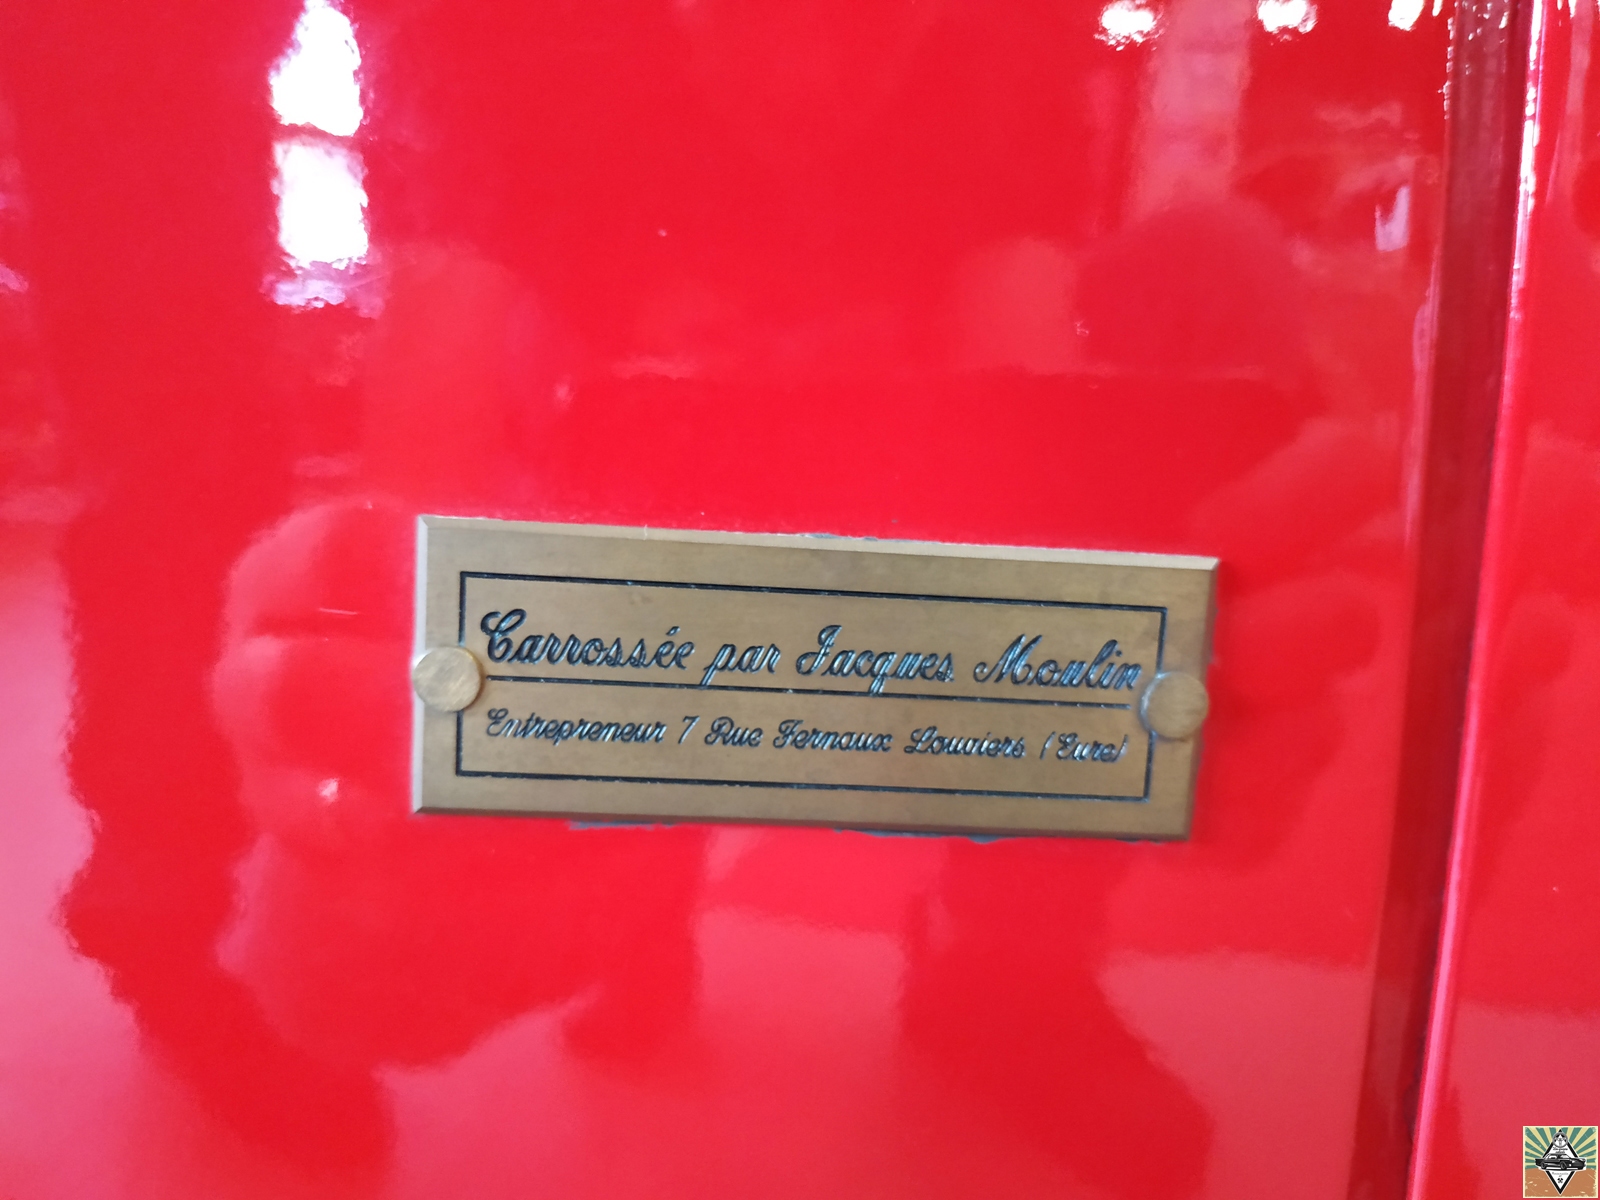 Carrossée par Jacques Moulin
Entrepreneur 7 Rue Fernaux Louviers (Eure)